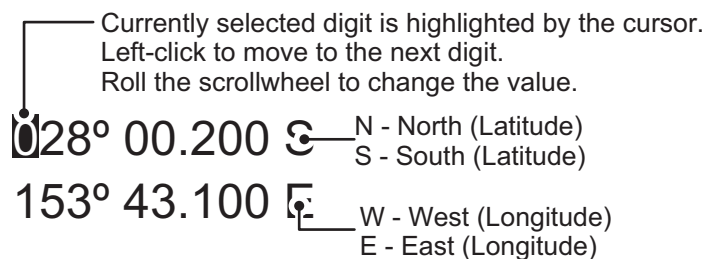 Currently selected digit is highlighted by the cursor.
Left-click to move to the next digit.
Roll the scrollwheel to change the value.
028º 00.200 S
N - North (Latitude)
S - South (Latitude)
153º 43.100 E
W - West (Longitude)
E - East (Longitude)